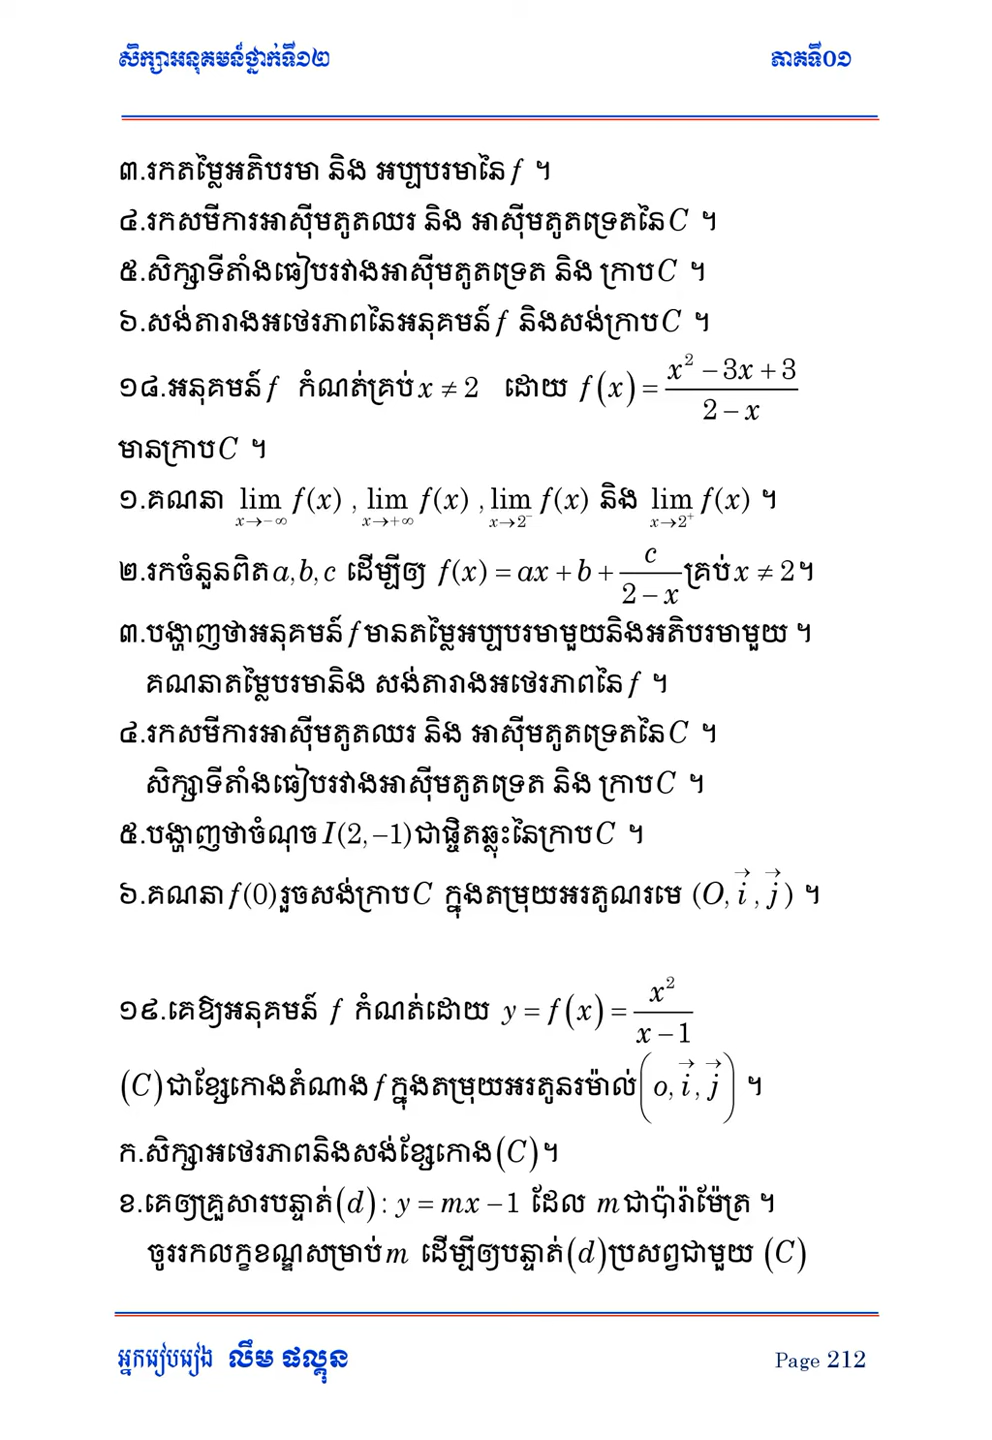 សិក្សាអនុគមន៍ថ្នាក់ទី១២ ភាគទី០១
៣.រកតម្លៃអតិបរមា និង អប្បបរមានៃ f ។
៤.រកសមីការអាស៊ីមតូតឈរ និង អាស៊ីមតូតទ្រេតនៃ C ។
៥.សិក្សាទីតាំងធៀបរវាងអាស៊ីមតូតទ្រេត និង ក្រាប C ។
៦.សង់តារាងអថេរភាពនៃអនុគមន៍ f និងសង់ក្រាប C ។
១៨.អនុគមន៍ f កំណត់គ្រប់ x ≠ 2 ដោយ f(x) = (x² − 3x + 3)/(2 − x)
មានក្រាប C ។
១.គណនា lim_{x→−∞} f(x) , lim_{x→+∞} f(x) , lim_{x→2⁻} f(x) និង lim_{x→2⁺} f(x) ។
២.រកចំនួនពិត a, b, c ដើម្បីឲ្យ f(x) = ax + b + c/(2 − x) គ្រប់ x ≠ 2 ។
៣.បង្ហាញថាអនុគមន៍ f មានតម្លៃអប្បបរមាមួយនិងអតិបរមាមួយ ។
គណនាតម្លៃបរមានិង សង់តារាងអថេរភាពនៃ f ។
៤.រកសមីការអាស៊ីមតូតឈរ និង អាស៊ីមតូតទ្រេតនៃ C ។
សិក្សាទីតាំងធៀបរវាងអាស៊ីមតូតទ្រេត និង ក្រាប C ។
៥.បង្ហាញថាចំណុច I(2, −1) ជាផ្ចិតឆ្លុះនៃក្រាប C ។
៦.គណនា f(0) រួចសង់ក្រាប C ក្នុងតម្រុយអរតូណរមេ (O, i⃗ , j⃗ ) ។
១៩.គេឱ្យអនុគមន៍ f កំណត់ដោយ y = f(x) = x²/(x − 1)
(C) ជាខ្សែកោងតំណាង f ក្នុងតម្រុយអរតូនរម៉ាល់ (o, i⃗ , j⃗ ) ។
ក.សិក្សាអថេរភាពនិងសង់ខ្សែកោង (C) ។
ខ.គេឲ្យគ្រួសារបន្ទាត់ (d) : y = mx − 1 ដែល m ជាប៉ារ៉ាម៉ែត្រ ។
ចូររកលក្ខខណ្ឌសម្រាប់ m ដើម្បីឲ្យបន្ទាត់ (d) ប្រសព្វជាមួយ (C)
អ្នករៀបរៀង លឹម ផល្គុន Page 212